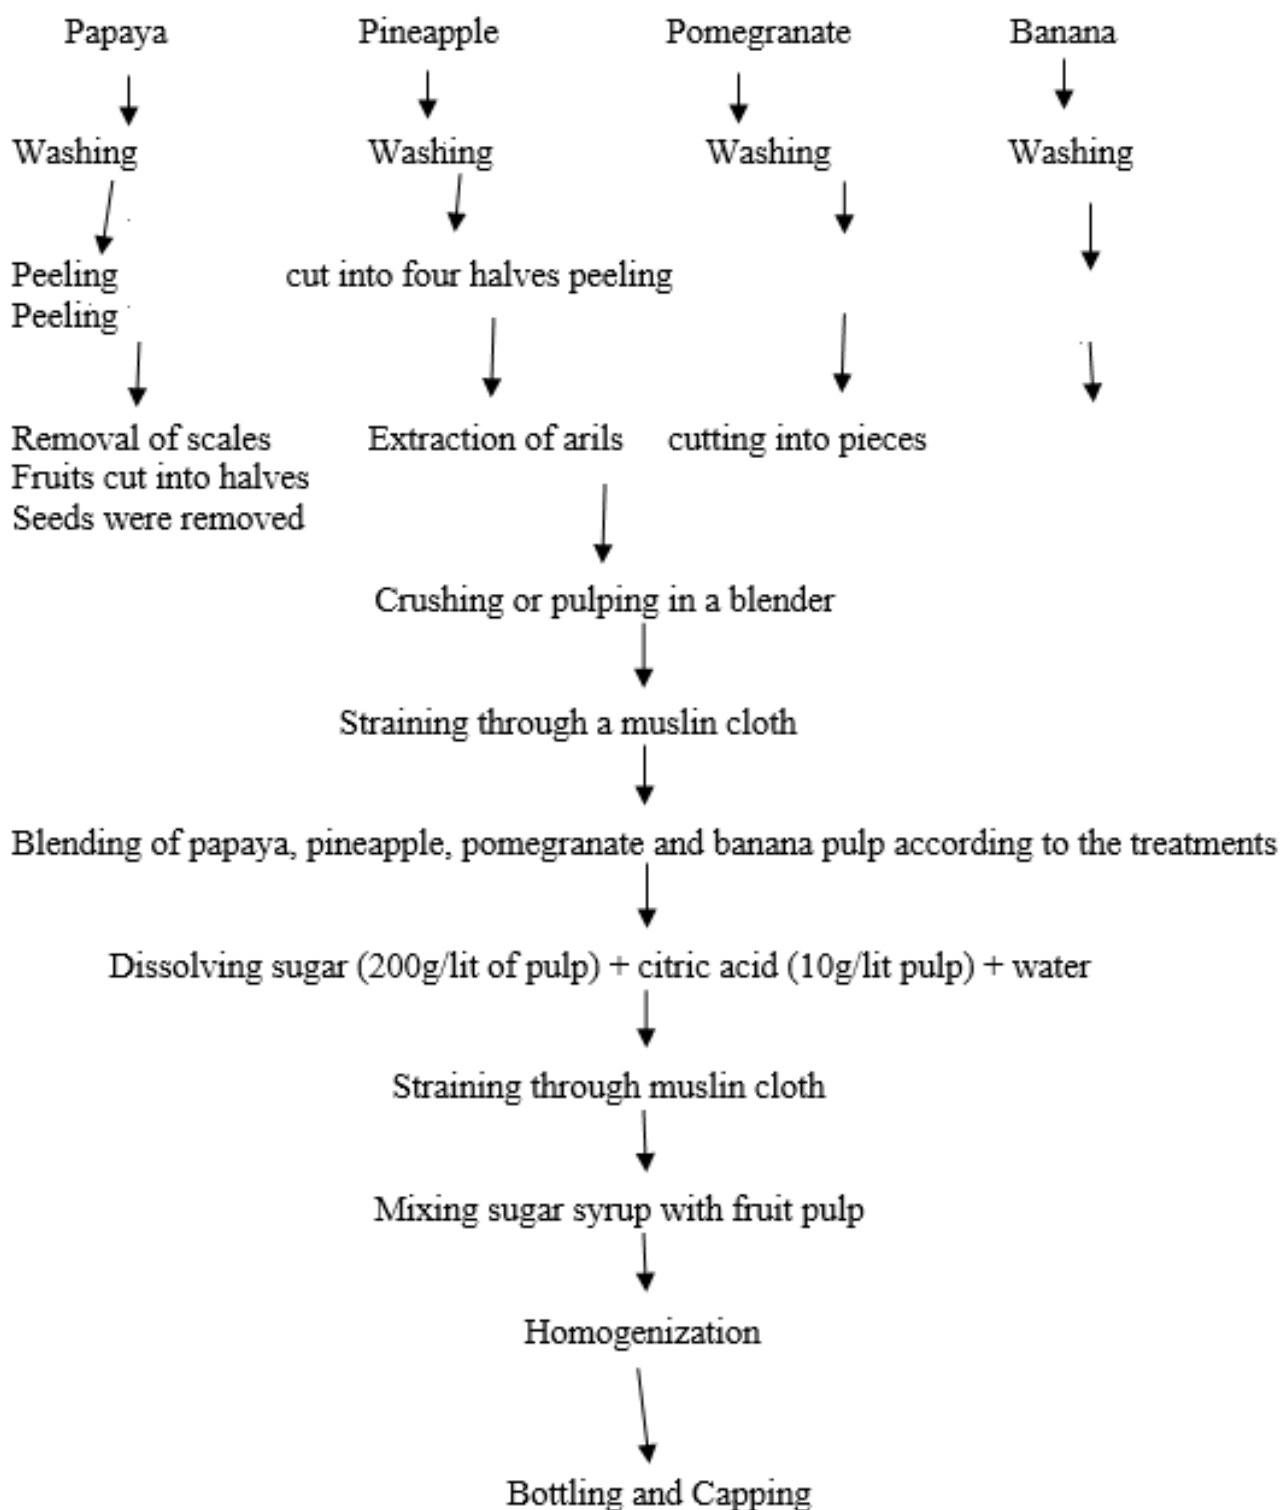 Papaya Pineapple Pomegranate Banana
Washing Washing Washing Washing
Peeling cut into four halves peeling
Peeling
Removal of scales Extraction of arils cutting into pieces
Fruits cut into halves
Seeds were removed
Crushing or pulping in a blender
Straining through a muslin cloth
Blending of papaya, pineapple, pomegranate and banana pulp according to the treatments
Dissolving sugar (200g/lit of pulp) + citric acid (10g/lit pulp) + water
Straining through muslin cloth
Mixing sugar syrup with fruit pulp
Homogenization
Bottling and Capping